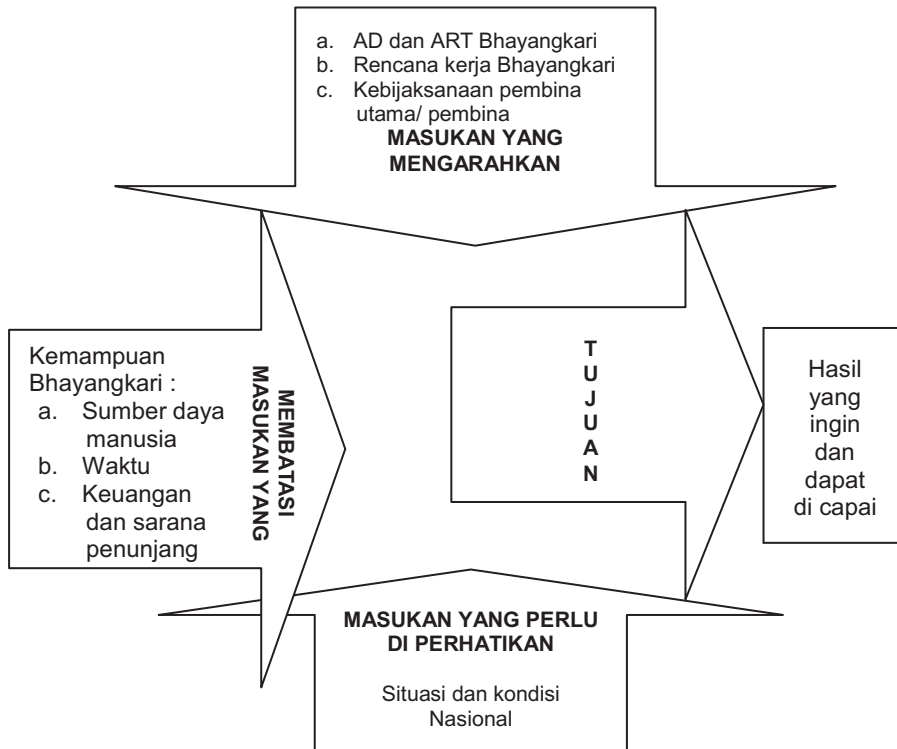 a. AD dan ART Bhayangkari
b. Rencana kerja Bhayangkari
c. Kebijaksanaan pembina
utama/ pembina
MASUKAN YANG
MENGARAHKAN
Kemampuan
Bhayangkari :
a. Sumber daya
manusia
b. Waktu
c. Keuangan
dan sarana
penunjang
MASUKAN YANG
MEMBATASI
T
U
J
U
A
N
Hasil
yang
ingin
dan
dapat
di capai
MASUKAN YANG PERLU
DI PERHATIKAN
Situasi dan kondisi
Nasional